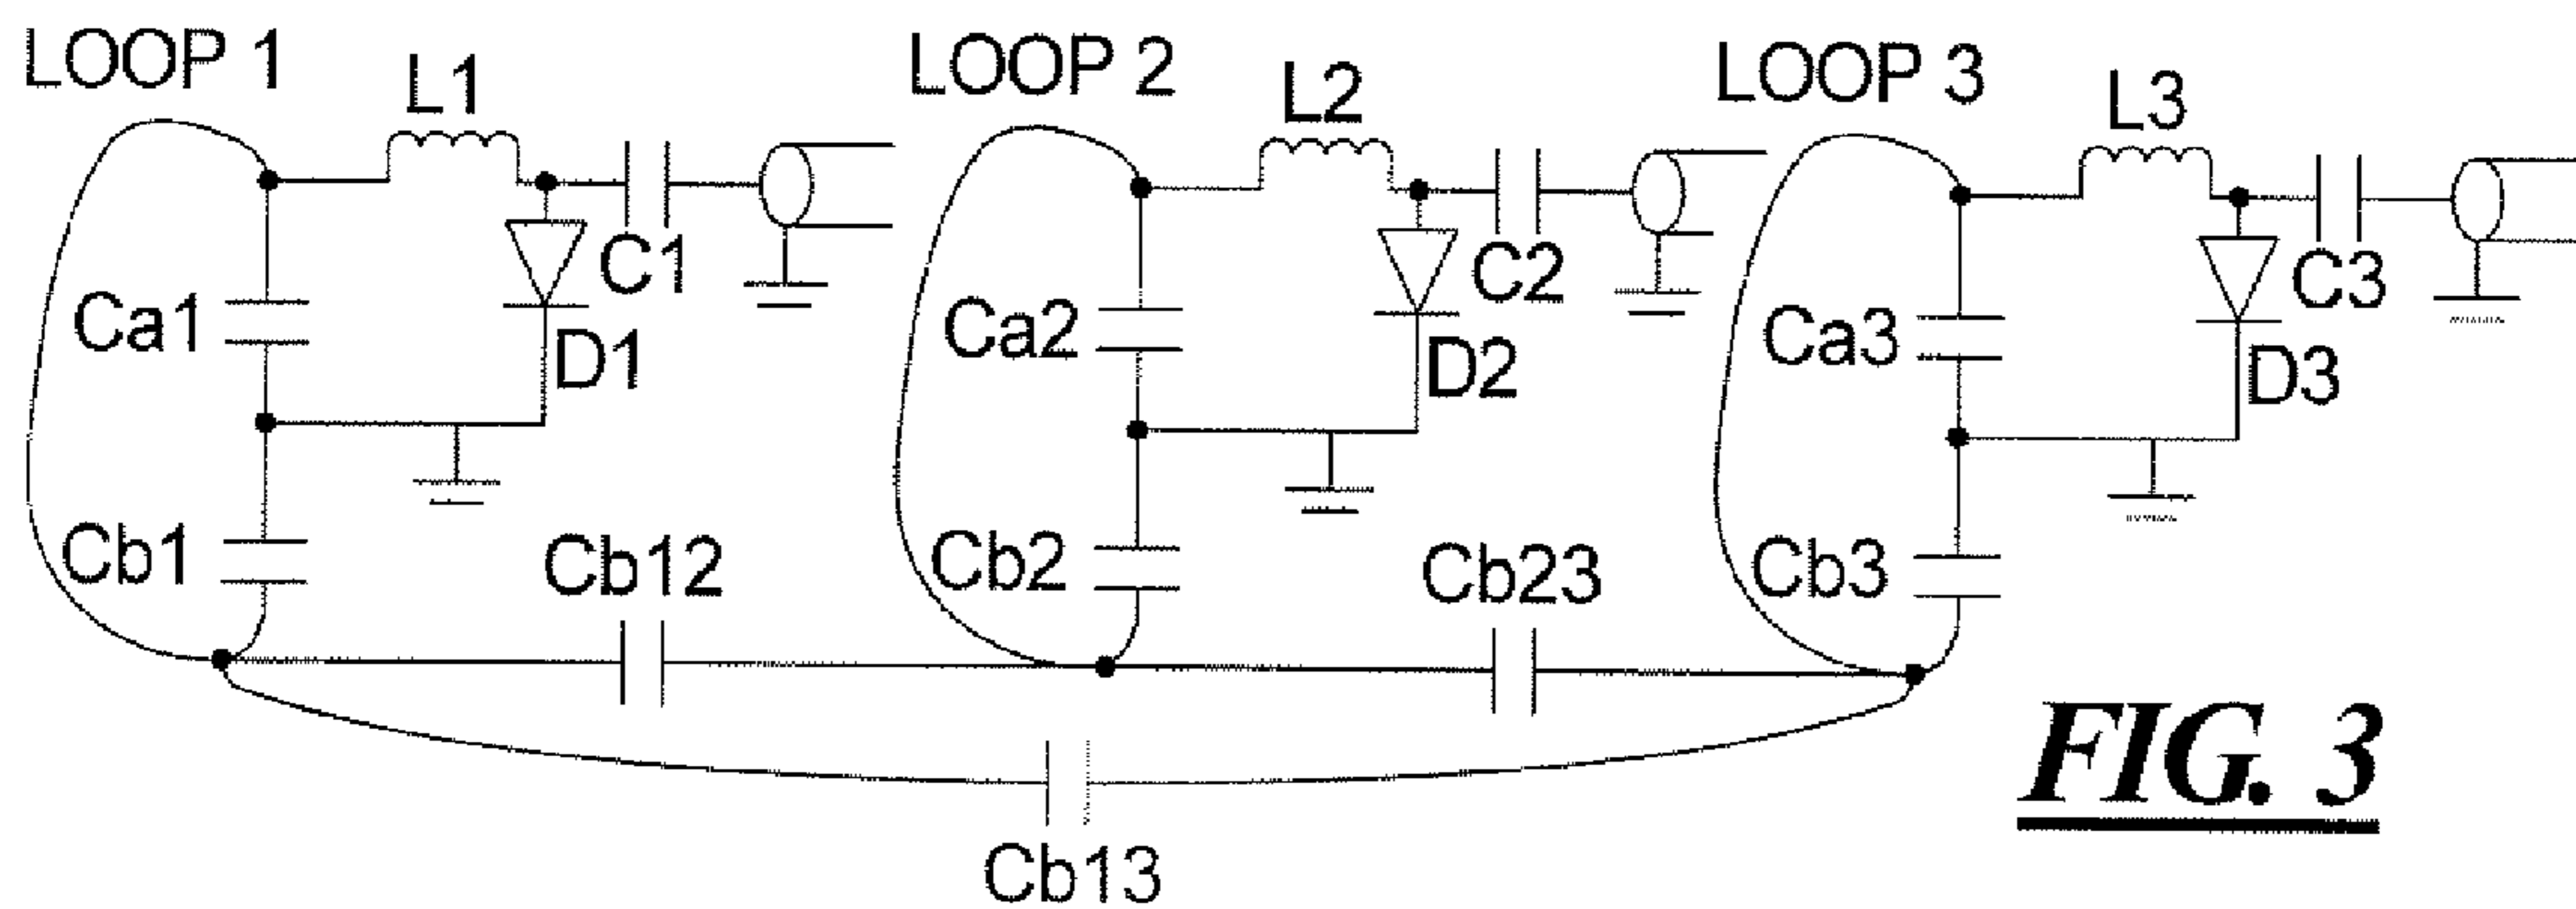 LOOP 1
L1
LOOP 2
L2
LOOP 3
L3
C1
C2
C3
Ca1
D1
Ca2
D2
Ca3
D3
Cb1
Cb12
Cb2
Cb23
Cb3
Cb13
FIG. 3